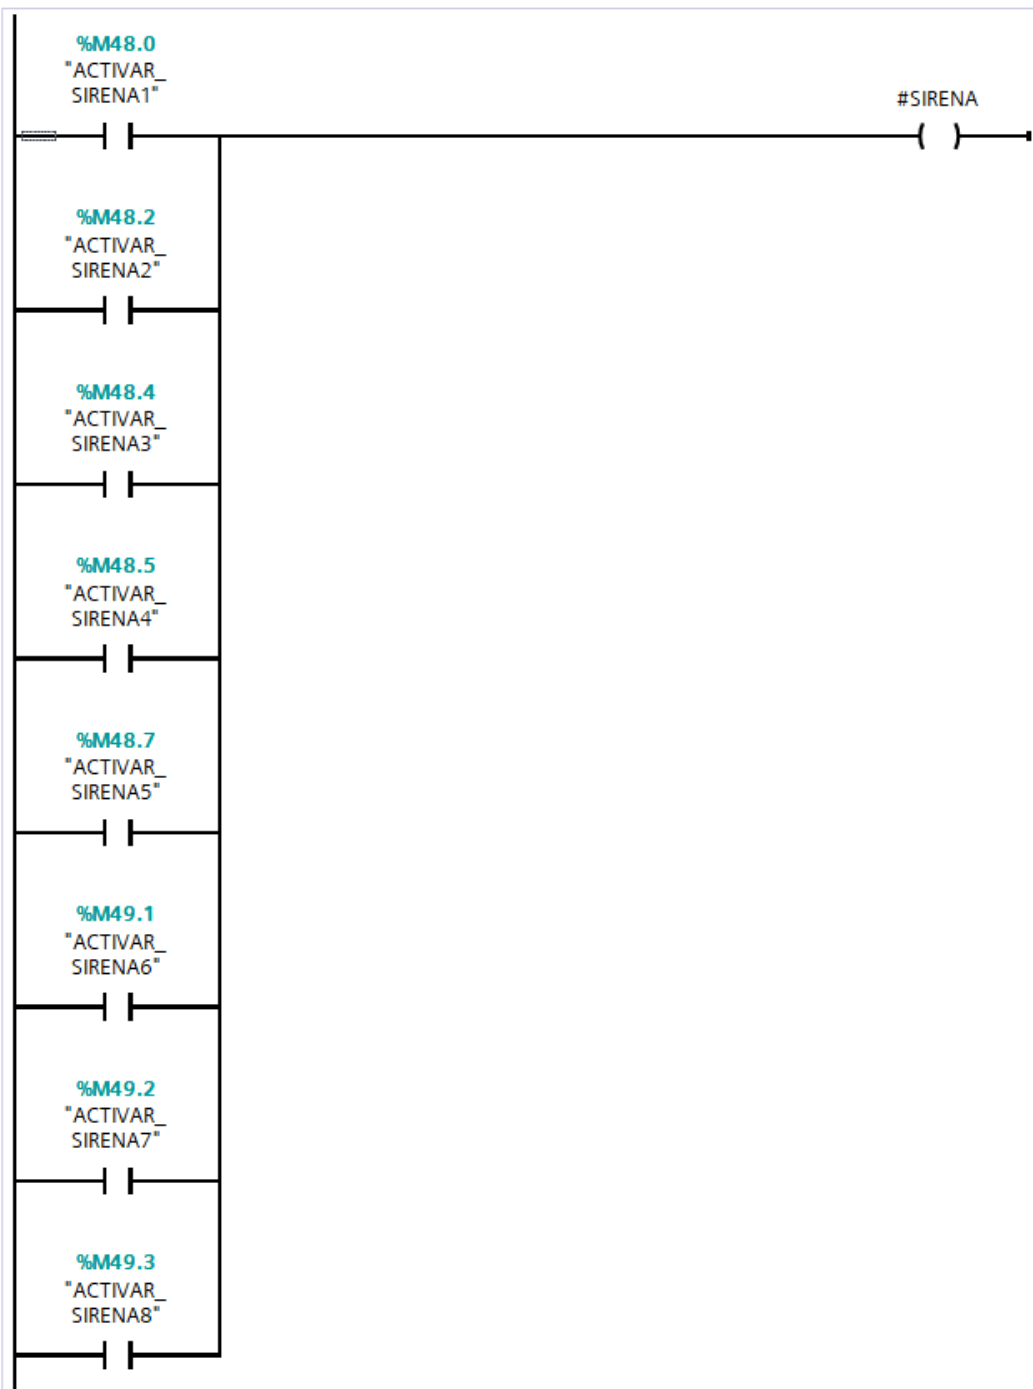 %M48.0
"ACTIVAR_
SIRENA1"
#SIRENA
%M48.2
"ACTIVAR_
SIRENA2"
%M48.4
"ACTIVAR_
SIRENA3"
%M48.5
"ACTIVAR_
SIRENA4"
%M48.7
"ACTIVAR_
SIRENA5"
%M49.1
"ACTIVAR_
SIRENA6"
%M49.2
"ACTIVAR_
SIRENA7"
%M49.3
"ACTIVAR_
SIRENA8"